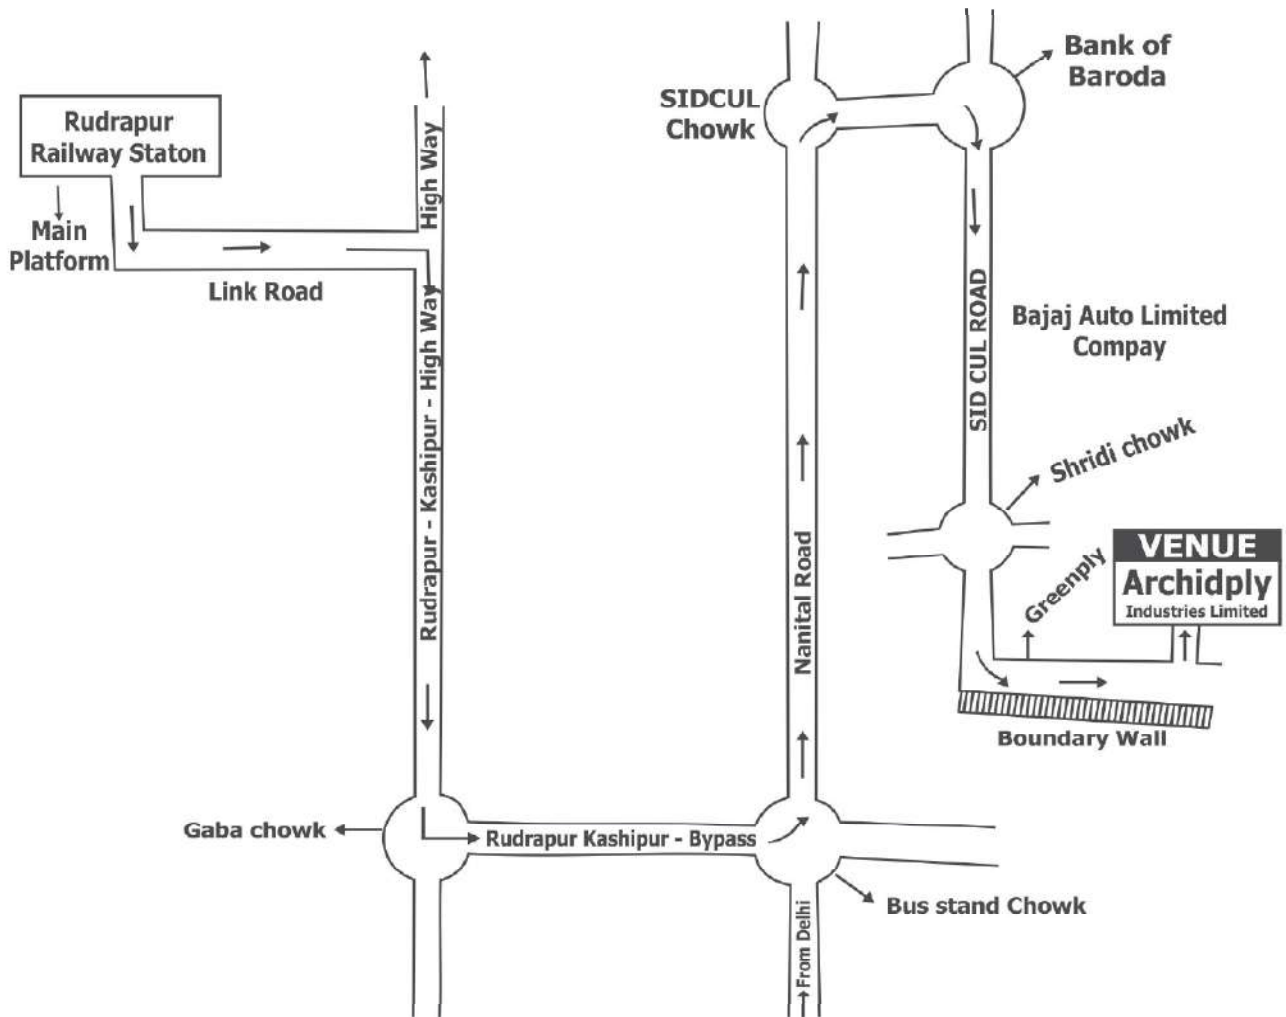 Rudrapur
Railway Staton
Main
Platform
Link Road
High Way
Rudrapur - Kashipur - High Way
SIDCUL
Chowk
Bank of
Baroda
SID CUL ROAD
Bajaj Auto Limited
Compay
Shridi chowk
Nanital Road
Greenply
VENUE
Archidply
Industries Limited
Boundary Wall
Gaba chowk
Rudrapur Kashipur - Bypass
Bus stand Chowk
From Delhi